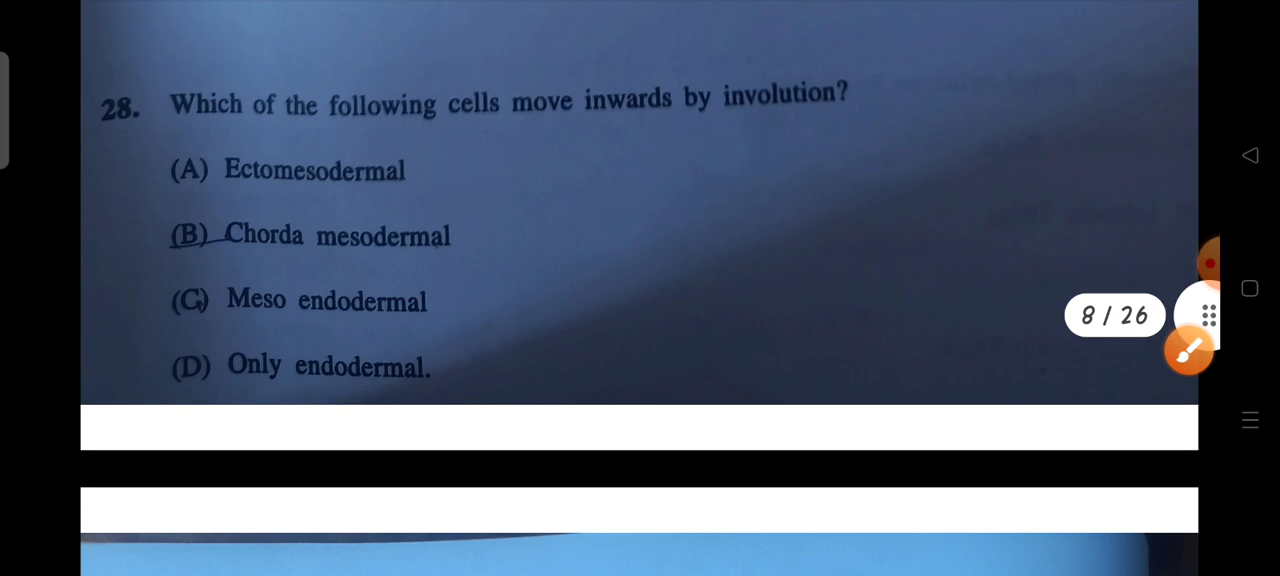 28. Which of the following cells move inwards by involution?
(A) Ectomesodermal
(B) Chorda mesodermal
(C) Meso endodermal
(D) Only endodermal.
8 / 26